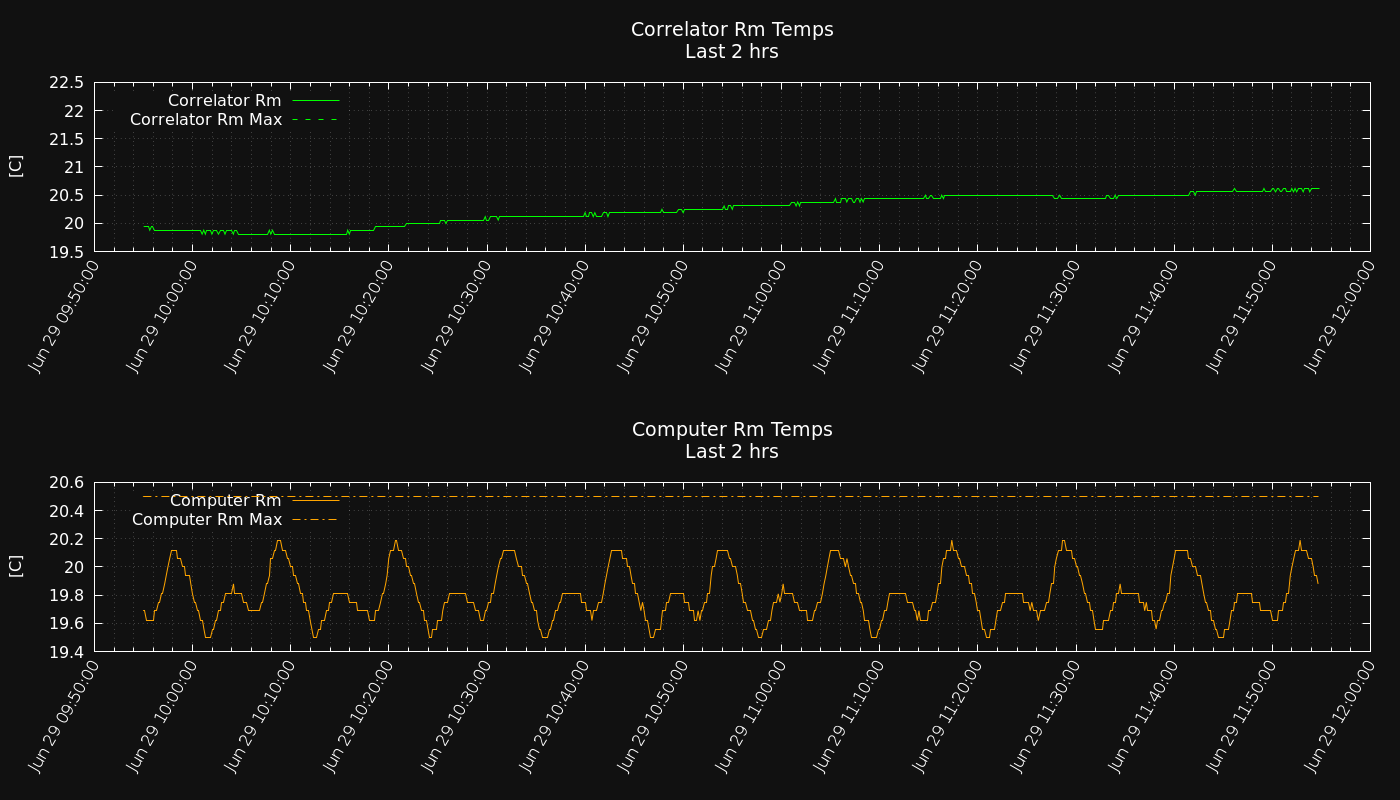 Correlator Rm Temps
Last 2 hrs
22.5
22
21.5
21
20.5
20
19.5
[C]
Correlator Rm
Correlator Rm Max
Jun 29 09:50:00
Jun 29 10:00:00
Jun 29 10:10:00
Jun 29 10:20:00
Jun 29 10:30:00
Jun 29 10:40:00
Jun 29 10:50:00
Jun 29 11:00:00
Jun 29 11:10:00
Jun 29 11:20:00
Jun 29 11:30:00
Jun 29 11:40:00
Jun 29 11:50:00
Jun 29 12:00:00
Computer Rm Temps
Last 2 hrs
20.6
20.4
20.2
20
19.8
19.6
19.4
[C]
Computer Rm
Computer Rm Max
Jun 29 09:50:00
Jun 29 10:00:00
Jun 29 10:10:00
Jun 29 10:20:00
Jun 29 10:30:00
Jun 29 10:40:00
Jun 29 10:50:00
Jun 29 11:00:00
Jun 29 11:10:00
Jun 29 11:20:00
Jun 29 11:30:00
Jun 29 11:40:00
Jun 29 11:50:00
Jun 29 12:00:00